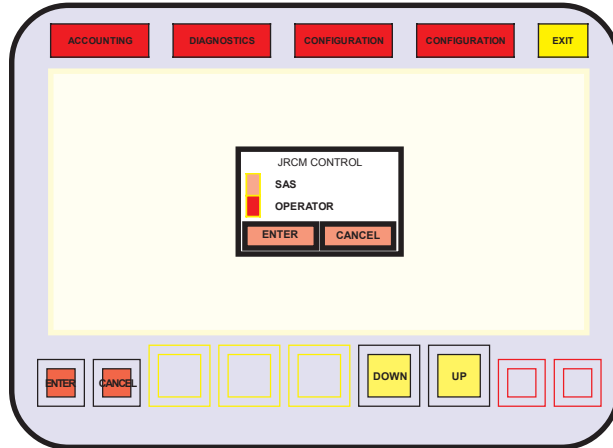 ACCOUNTING
DIAGNOSTICS
CONFIGURATION
CONFIGURATION
EXIT
JRCM CONTROL
SAS
OPERATOR
ENTER
CANCEL
ENTER
CANCEL
DOWN
UP